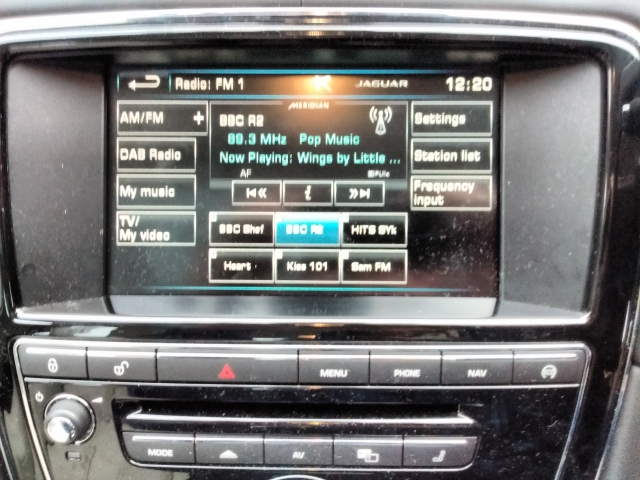 Radio: FM 1
JAGUAR
12:20
AM/FM +
MERIDIAN
BBC R2
Settings
89.3 MHz Pop Music
DAB Radio
Now Playing: Wings by Little ...
Station list
AF
My music
i
Frequency
input
TV/
My video
BBC Shef
BBC R2
HITS SYk
Heart
Kiss 101
Gem FM
MENU
PHONE
NAV
MODE
AV